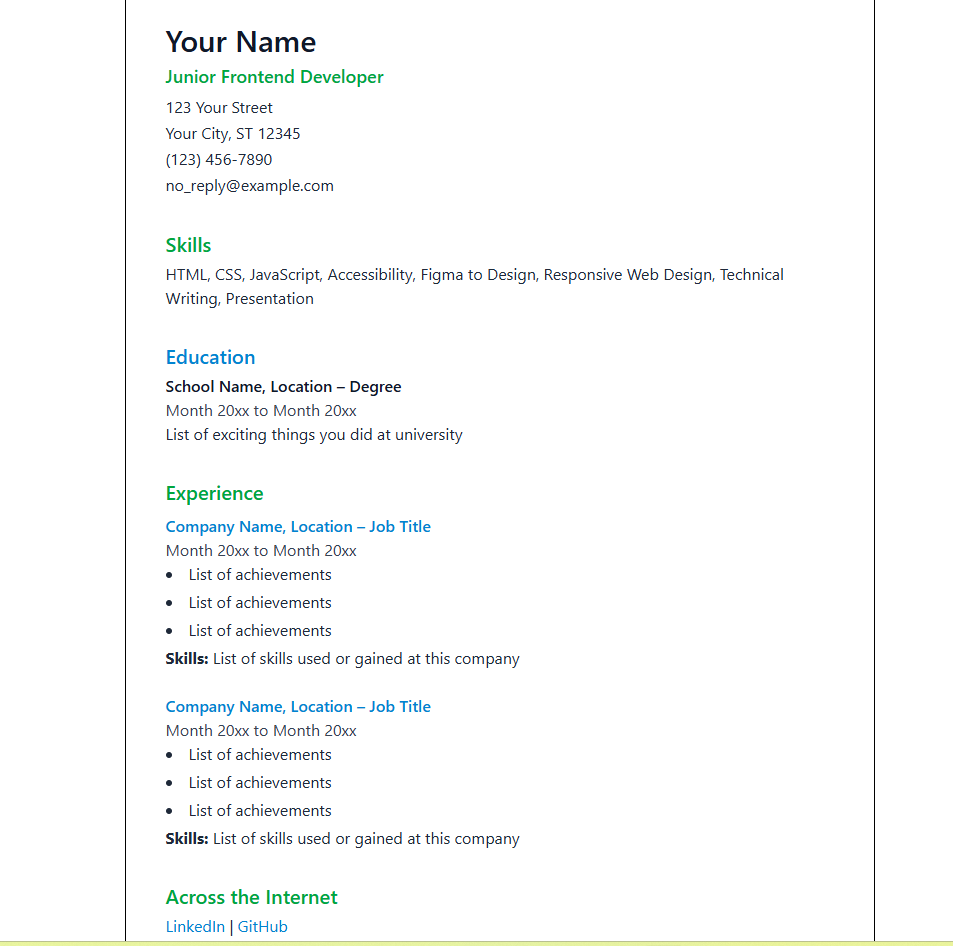 Your Name
Junior Frontend Developer
123 Your Street
Your City, ST 12345
(123) 456-7890
no_reply@example.com
Skills
HTML, CSS, JavaScript, Accessibility, Figma to Design, Responsive Web Design, Technical
Writing, Presentation
Education
School Name, Location – Degree
Month 20xx to Month 20xx
List of exciting things you did at university
Experience
Company Name, Location – Job Title
Month 20xx to Month 20xx
• List of achievements
• List of achievements
• List of achievements
Skills: List of skills used or gained at this company
Company Name, Location – Job Title
Month 20xx to Month 20xx
• List of achievements
• List of achievements
• List of achievements
Skills: List of skills used or gained at this company
Across the Internet
LinkedIn | GitHub